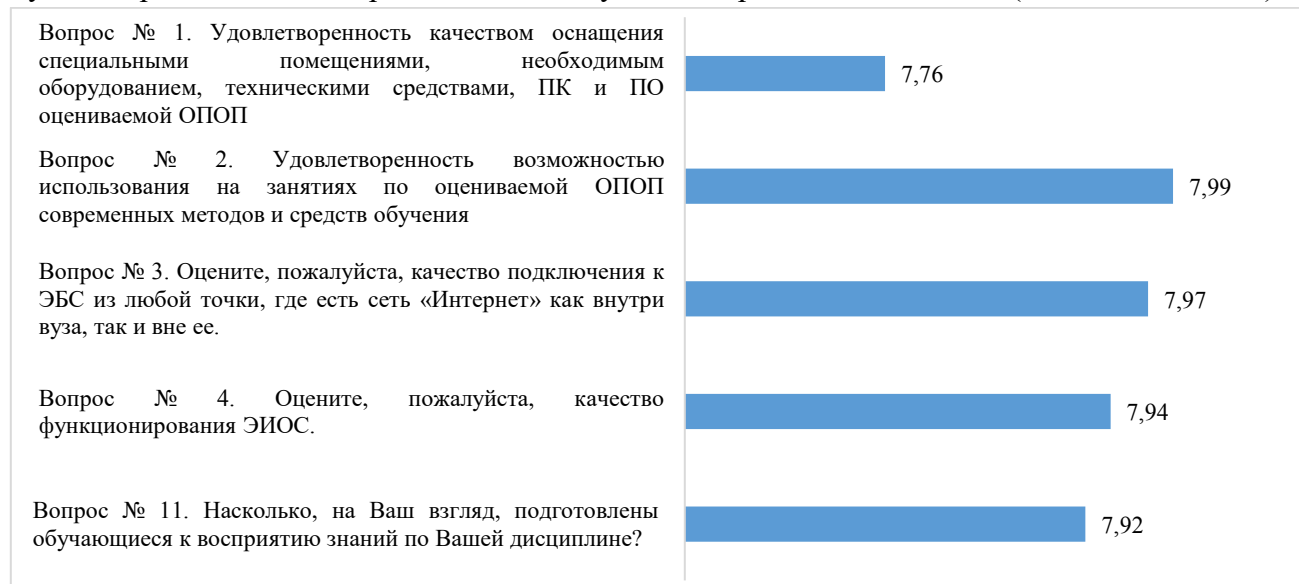 Вопрос № 1. Удовлетворенность качеством оснащения
специальными помещениями, необходимым
оборудованием, техническими средствами, ПК и ПО
оцениваемой ОПОП
7,76
Вопрос № 2. Удовлетворенность возможностью
использования на занятиях по оцениваемой ОПОП
современных методов и средств обучения
7,99
Вопрос № 3. Оцените, пожалуйста, качество подключения к
ЭБС из любой точки, где есть сеть «Интернет» как внутри
вуза, так и вне ее.
7,97
Вопрос № 4. Оцените, пожалуйста, качество
функционирования ЭИОС.
7,94
Вопрос № 11. Насколько, на Ваш взгляд, подготовлены
обучающиеся к восприятию знаний по Вашей дисциплине?
7,92